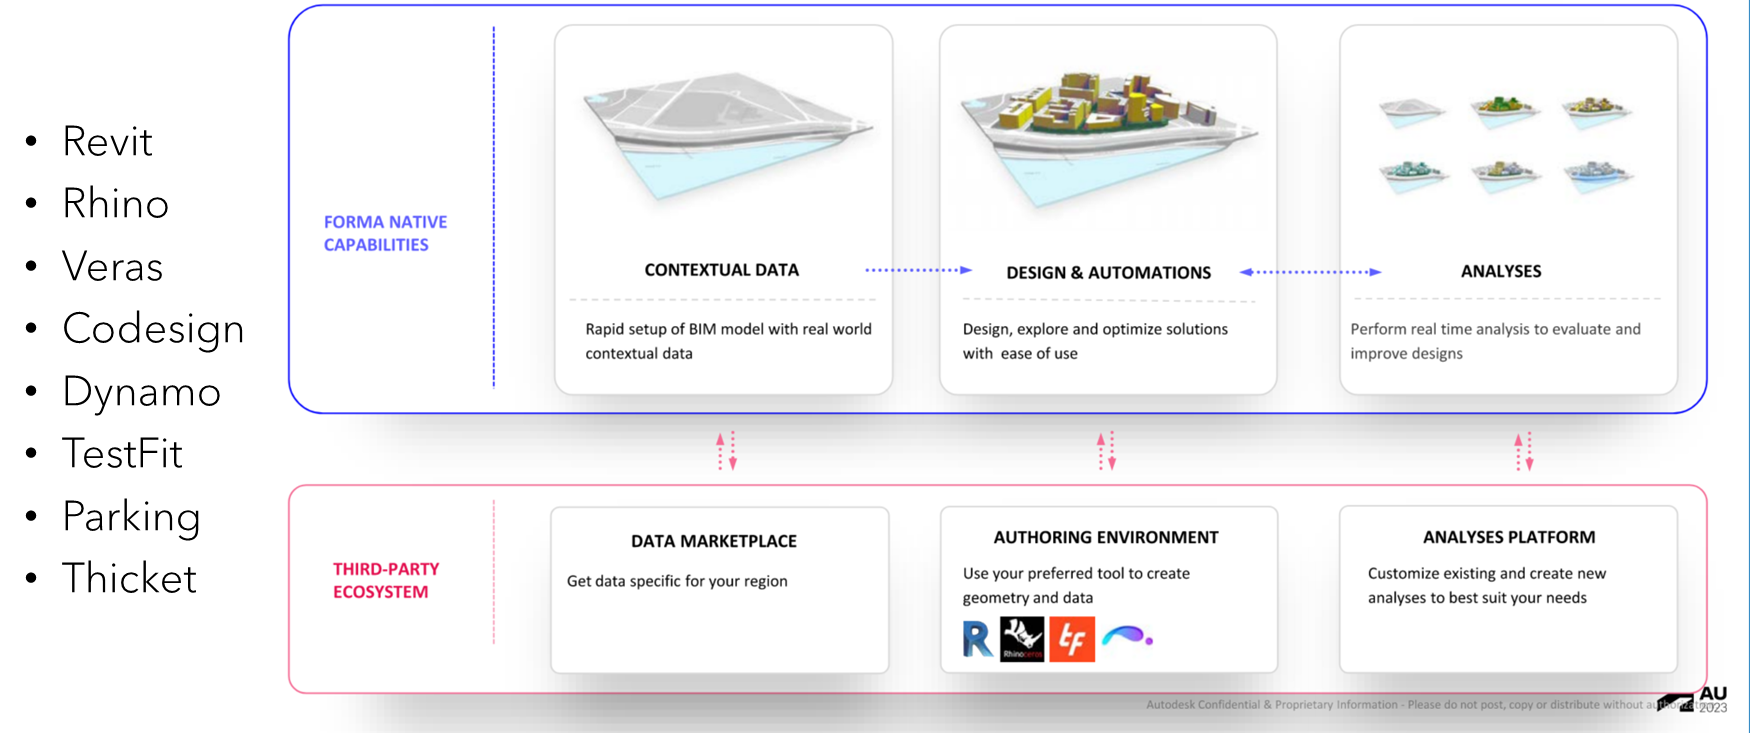 • Revit
• Rhino
• Veras
• Codesign
• Dynamo
• TestFit
• Parking
• Thicket
FORMA NATIVE
CAPABILITIES
CONTEXTUAL DATA
Rapid setup of BIM model with real world
contextual data
DESIGN & AUTOMATIONS
Design, explore and optimize solutions
with ease of use
ANALYSES
Perform real time analysis to evaluate and
improve designs
THIRD-PARTY
ECOSYSTEM
DATA MARKETPLACE
Get data specific for your region
AUTHORING ENVIRONMENT
Use your preferred tool to create
geometry and data
R
Rhinoceros
tf
ANALYSES PLATFORM
Customize existing and create new
analyses to best suit your needs
Autodesk Confidential & Proprietary Information - Please do not post, copy or distribute without
AU
2023